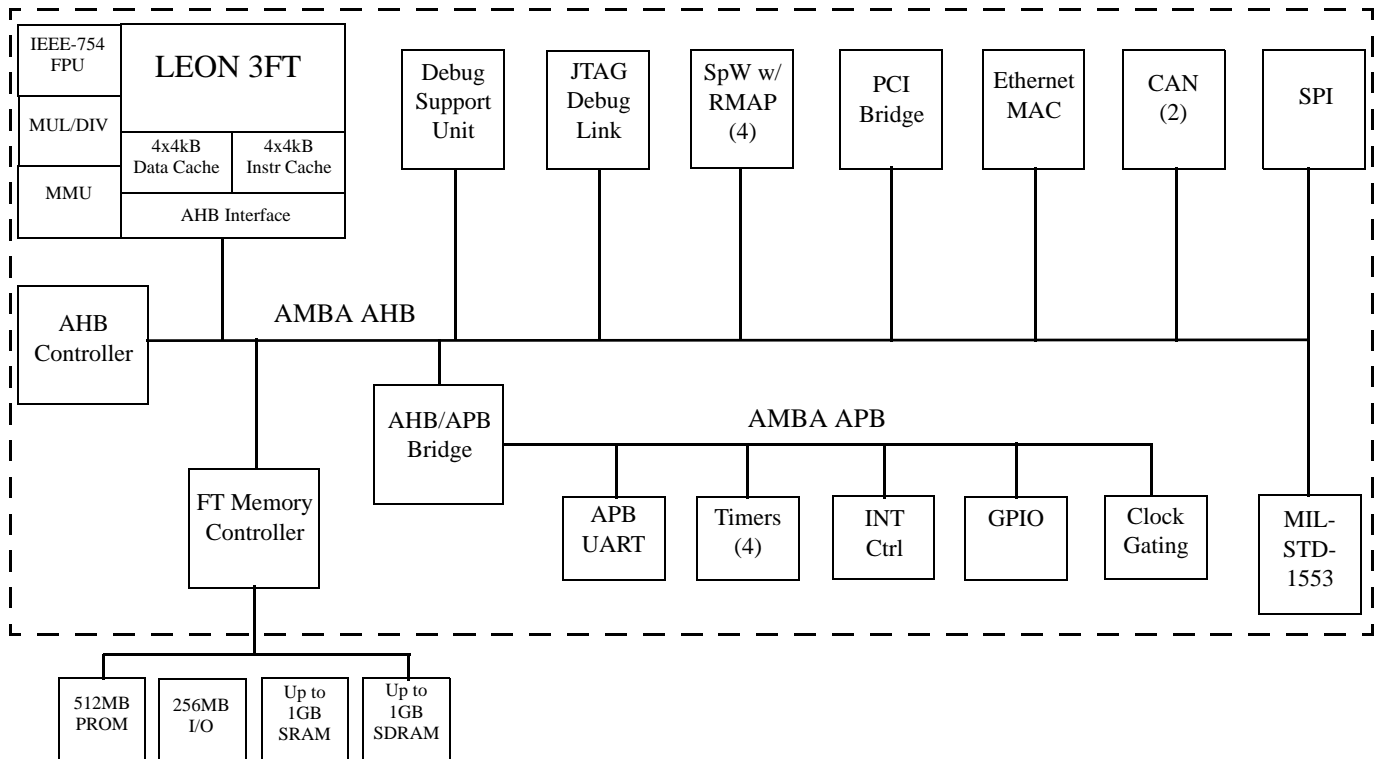 IEEE-754
FPU
LEON 3FT
MUL/DIV
4x4kB
Data Cache
4x4kB
Instr Cache
MMU
AHB Interface
Debug
Support
Unit
JTAG
Debug
Link
SpW w/
RMAP
(4)
PCI
Bridge
Ethernet
MAC
CAN
(2)
SPI
AHB
Controller
AMBA AHB
AHB/APB
Bridge
AMBA APB
FT Memory
Controller
APB
UART
Timers
(4)
INT
Ctrl
GPIO
Clock
Gating
MIL-
STD-
1553
512MB
PROM
256MB
I/O
Up to
1GB
SRAM
Up to
1GB
SDRAM